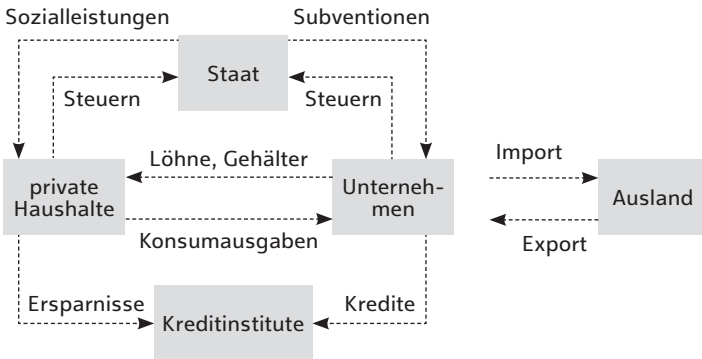 Sozialleistungen
Subventionen
Staat
Steuern
Steuern
Löhne, Gehälter
Import
private
Haushalte
Unterneh-
men
Ausland
Konsumausgaben
Export
Ersparnisse
Kredite
Kreditinstitute